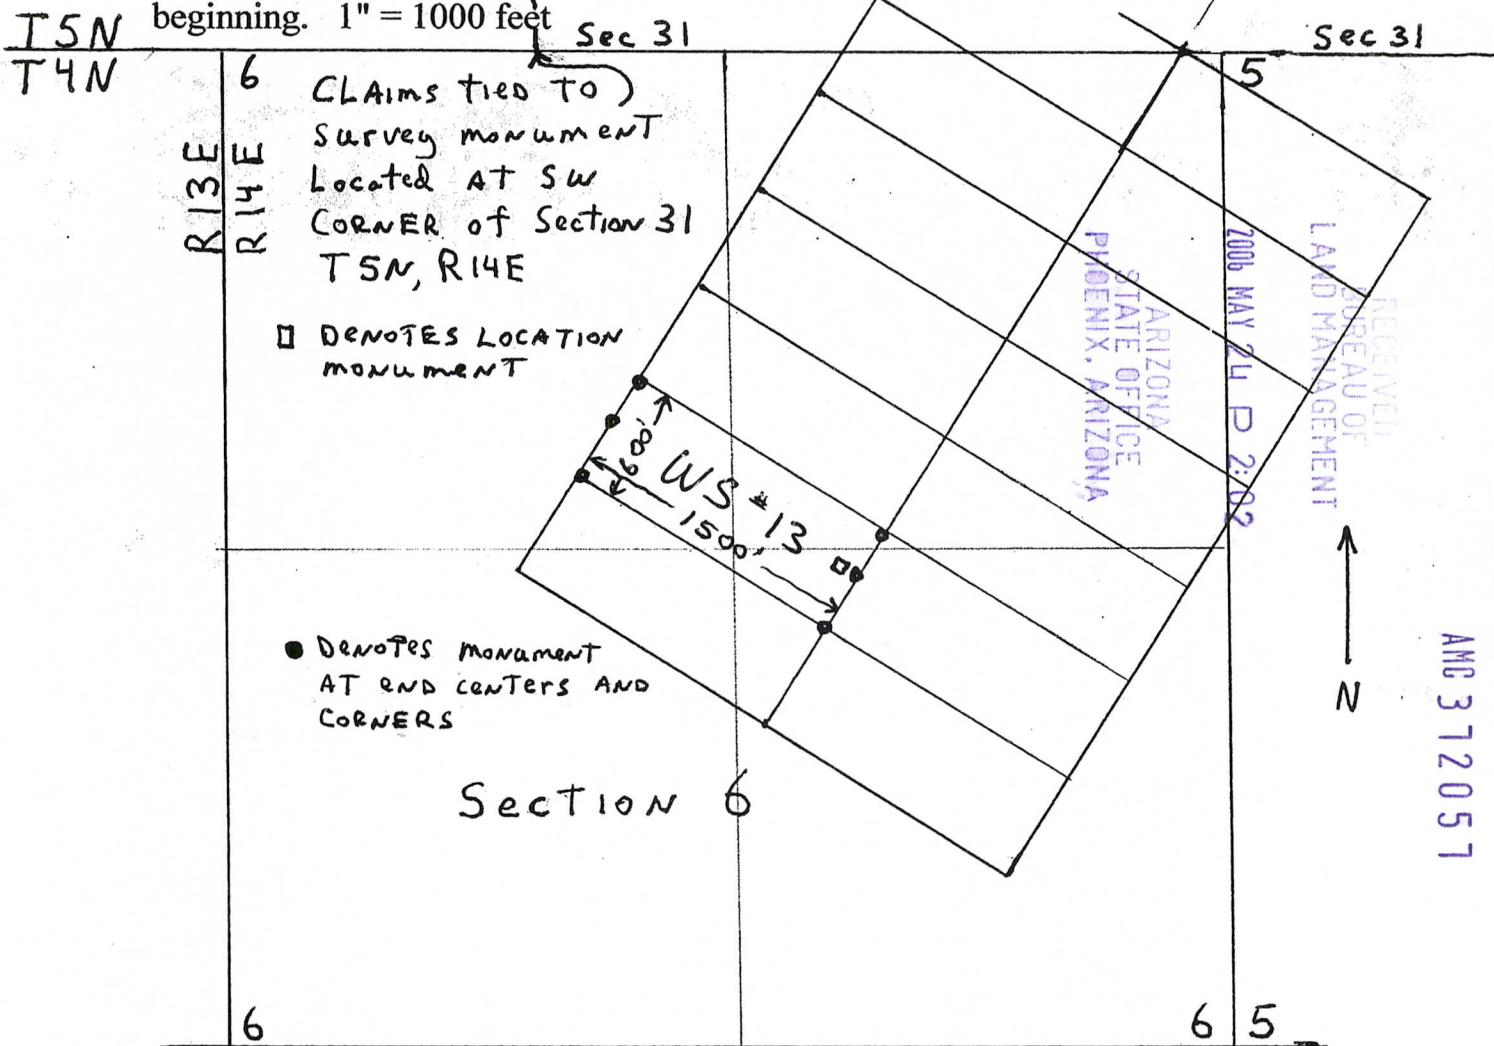 beginning. 1" = 1000 feet
T5N
T4N
Sec 31
Sec 31
6
5
R13E
R14E
CLAIMS TIED TO
Survey monumenT
Located AT SW
CORNER of Section 31
T5N, R14E
DENOTES LOCATION
monumenT
600'
WS #13
1500'
DENOTES monumenT
AT END CENTERS AND
CORNERS
SecTION 6
RECEIVED
BUREAU OF
LAND MANAGEMENT
2006 MAY 24 P 2:02
ARIZONA
STATE OFFICE
PHOENIX, ARIZONA
N
AMC372051
6
6
5